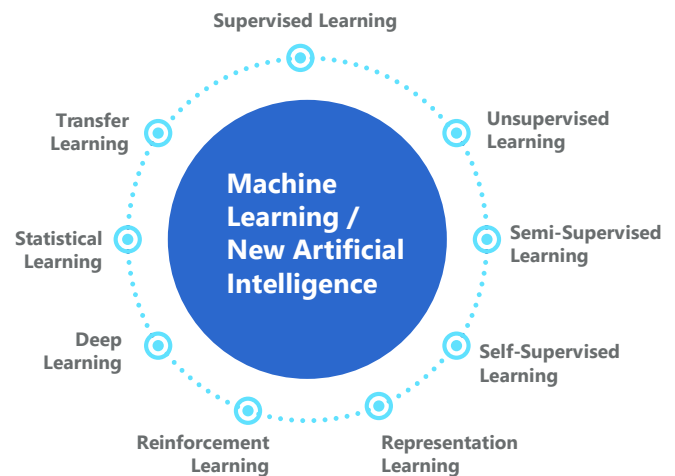 Supervised Learning
Transfer
Learning
Unsupervised
Learning
Machine
Learning /
New Artificial
Intelligence
Statistical
Learning
Semi-Supervised
Learning
Deep
Learning
Self-Supervised
Learning
Reinforcement
Learning
Representation
Learning